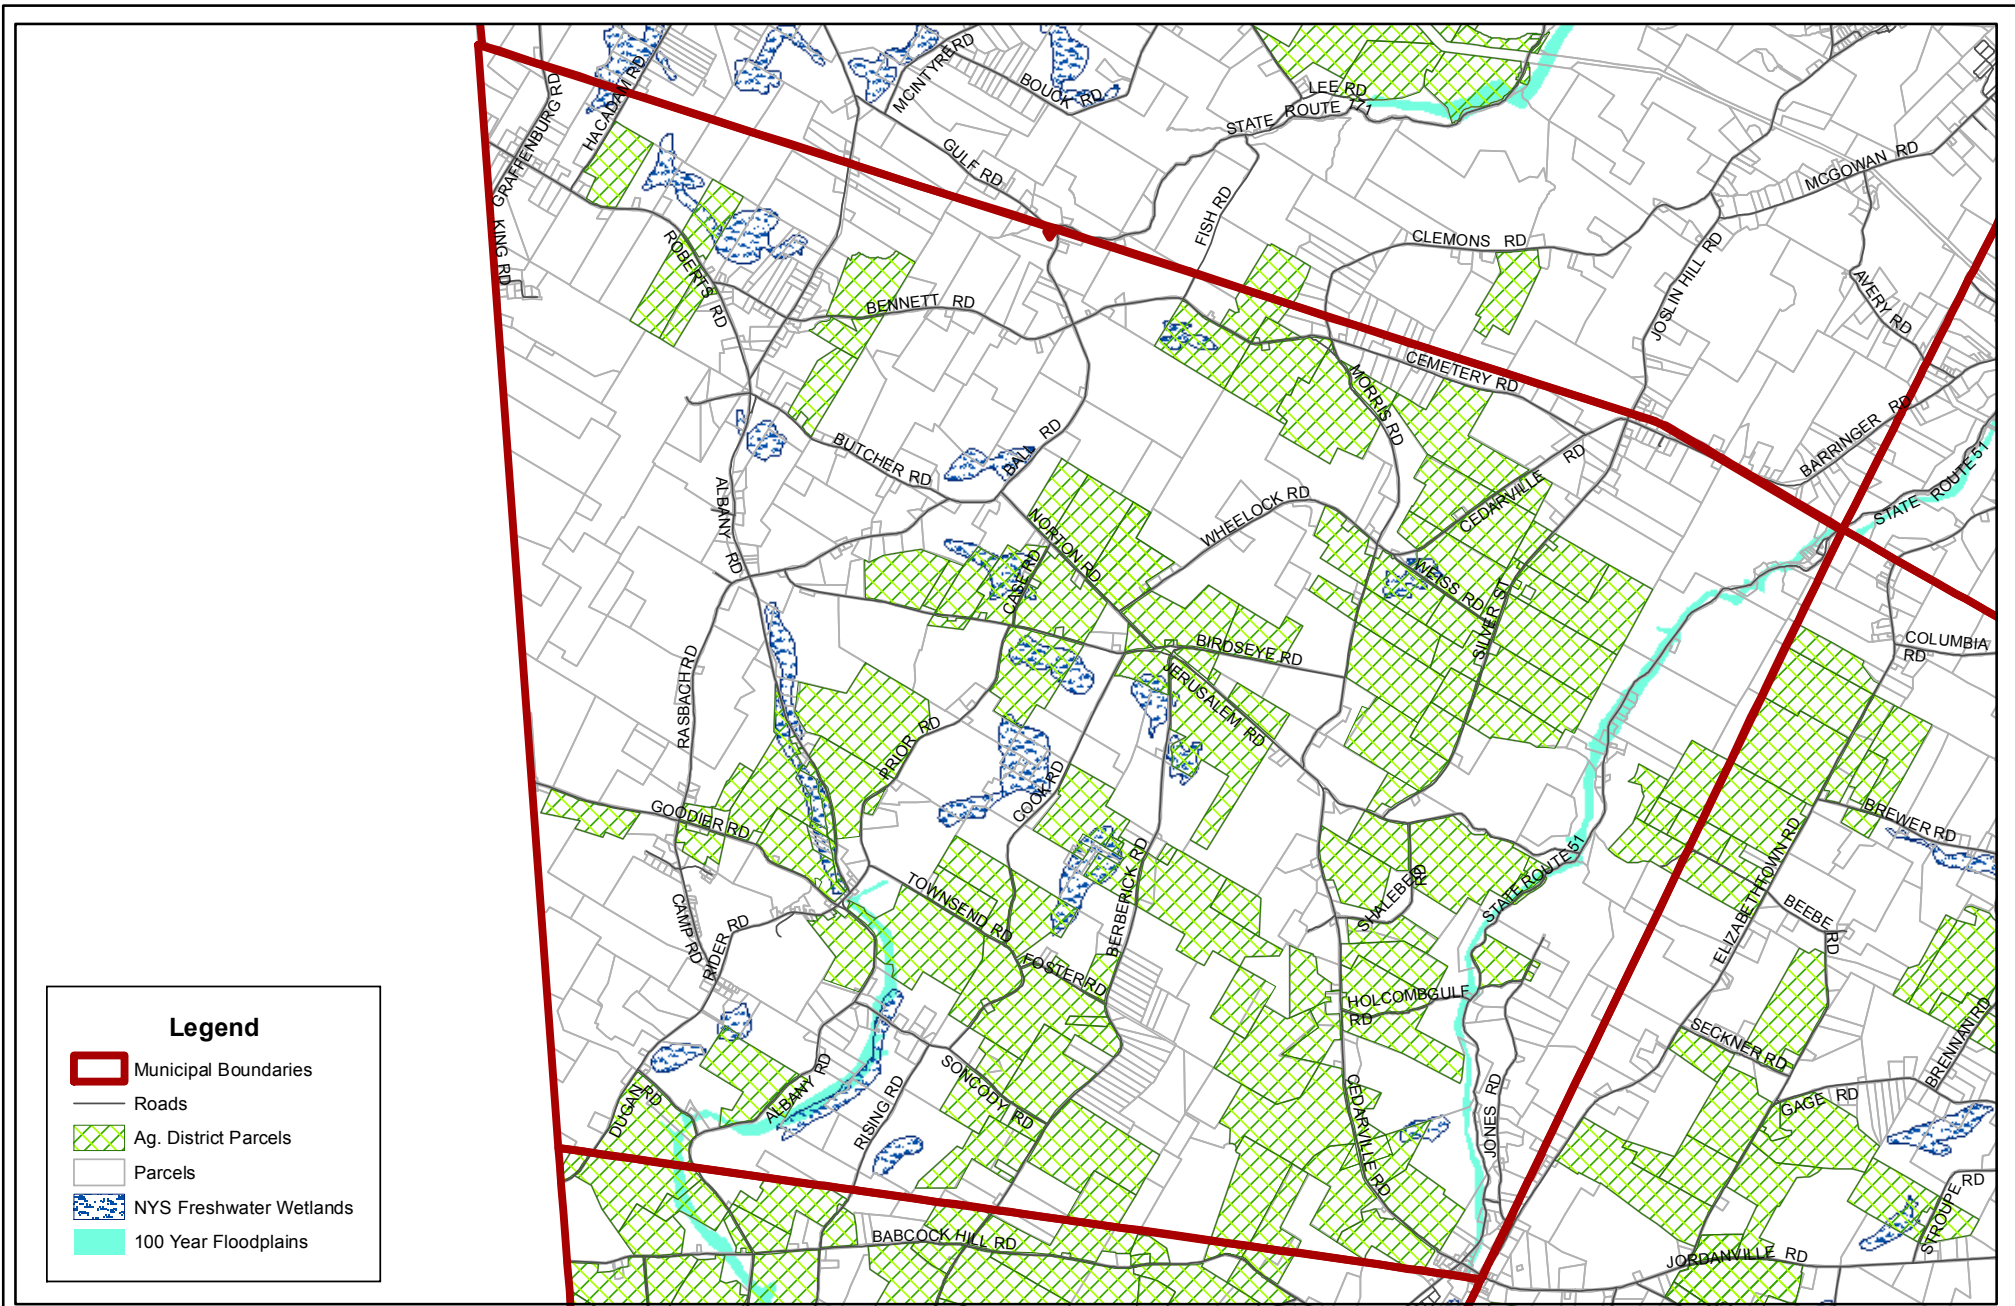 GRAFFENBURG RD
HACADAM RD
MCINTYRE RD
BOUCK RD
LEE RD
STATE ROUTE 171
GULF RD
FISH RD
CLEMONS RD
MCGOWAN RD
JOSLIN HILL RD
AVERY RD
KING RD
ROBERTS RD
BENNETT RD
CEMETERY RD
MORRIS RD
BARRINGER RD
STATE ROUTE 51
BUTCHER RD
BALL RD
ALBANY RD
CEDARVILLE RD
WHEELOCK RD
NORTON RD
CASE RD
WEISS RD
SILVER ST
COLUMBIA
RD
BIRDSEYE RD
JERUSALEM RD
RASBACH RD
PRIOR RD
COOK RD
GOODIER RD
BREWER RD
ELIZABETHTOWN RD
BERBERICK RD
TOWNSEND RD
SHALEBEC
RD
STATE ROUTE 51
BEEBE RD
CAMP RD
RIDER RD
FOSTER RD
HOLCOMBGULF
RD
SECKNER RD
BRENNAN RD
GAGE RD
DUGAN RD
ALBANY RD
RISING RD
SONCODY RD
CEDARVILLE RD
JONES RD
STROUPE RD
BABCOCK HILL RD
JORDANVILLE RD
Legend
Municipal Boundaries
Roads
Ag. District Parcels
Parcels
NYS Freshwater Wetlands
100 Year Floodplains